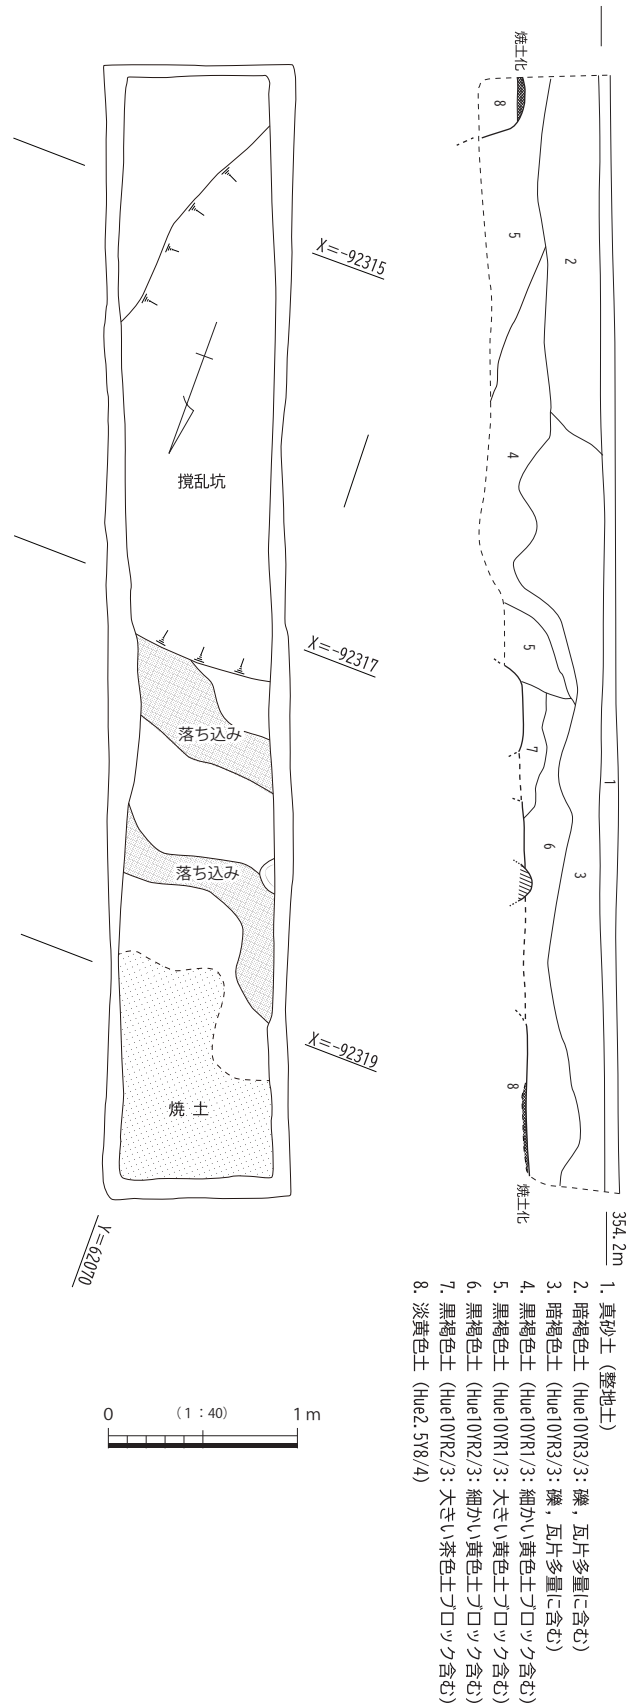 X=-92315
撹乱坑
X=-92317
落ち込み
落ち込み
X=-92319
焼土
Y=62070
0 （1：40） 1 m
焼土化
8
5
2
4
5
7
1
6
3
8
焼土化
354.2m
1. 真砂土（整地土）
2. 暗褐色土（Hue10YR3/3: 礫，瓦片多量に含む）
3. 暗褐色土（Hue10YR3/3: 礫，瓦片多量に含む）
4. 黒褐色土（Hue10YR1/3: 細かい黄色土ブロック含む）
5. 黒褐色土（Hue10YR1/3: 大きい黄色土ブロック含む）
6. 黒褐色土（Hue10YR2/3: 細かい黄色土ブロック含む）
7. 黒褐色土（Hue10YR2/3: 大きい茶色土ブロック含む）
8. 淡黄色土（Hue2.5Y8/4）